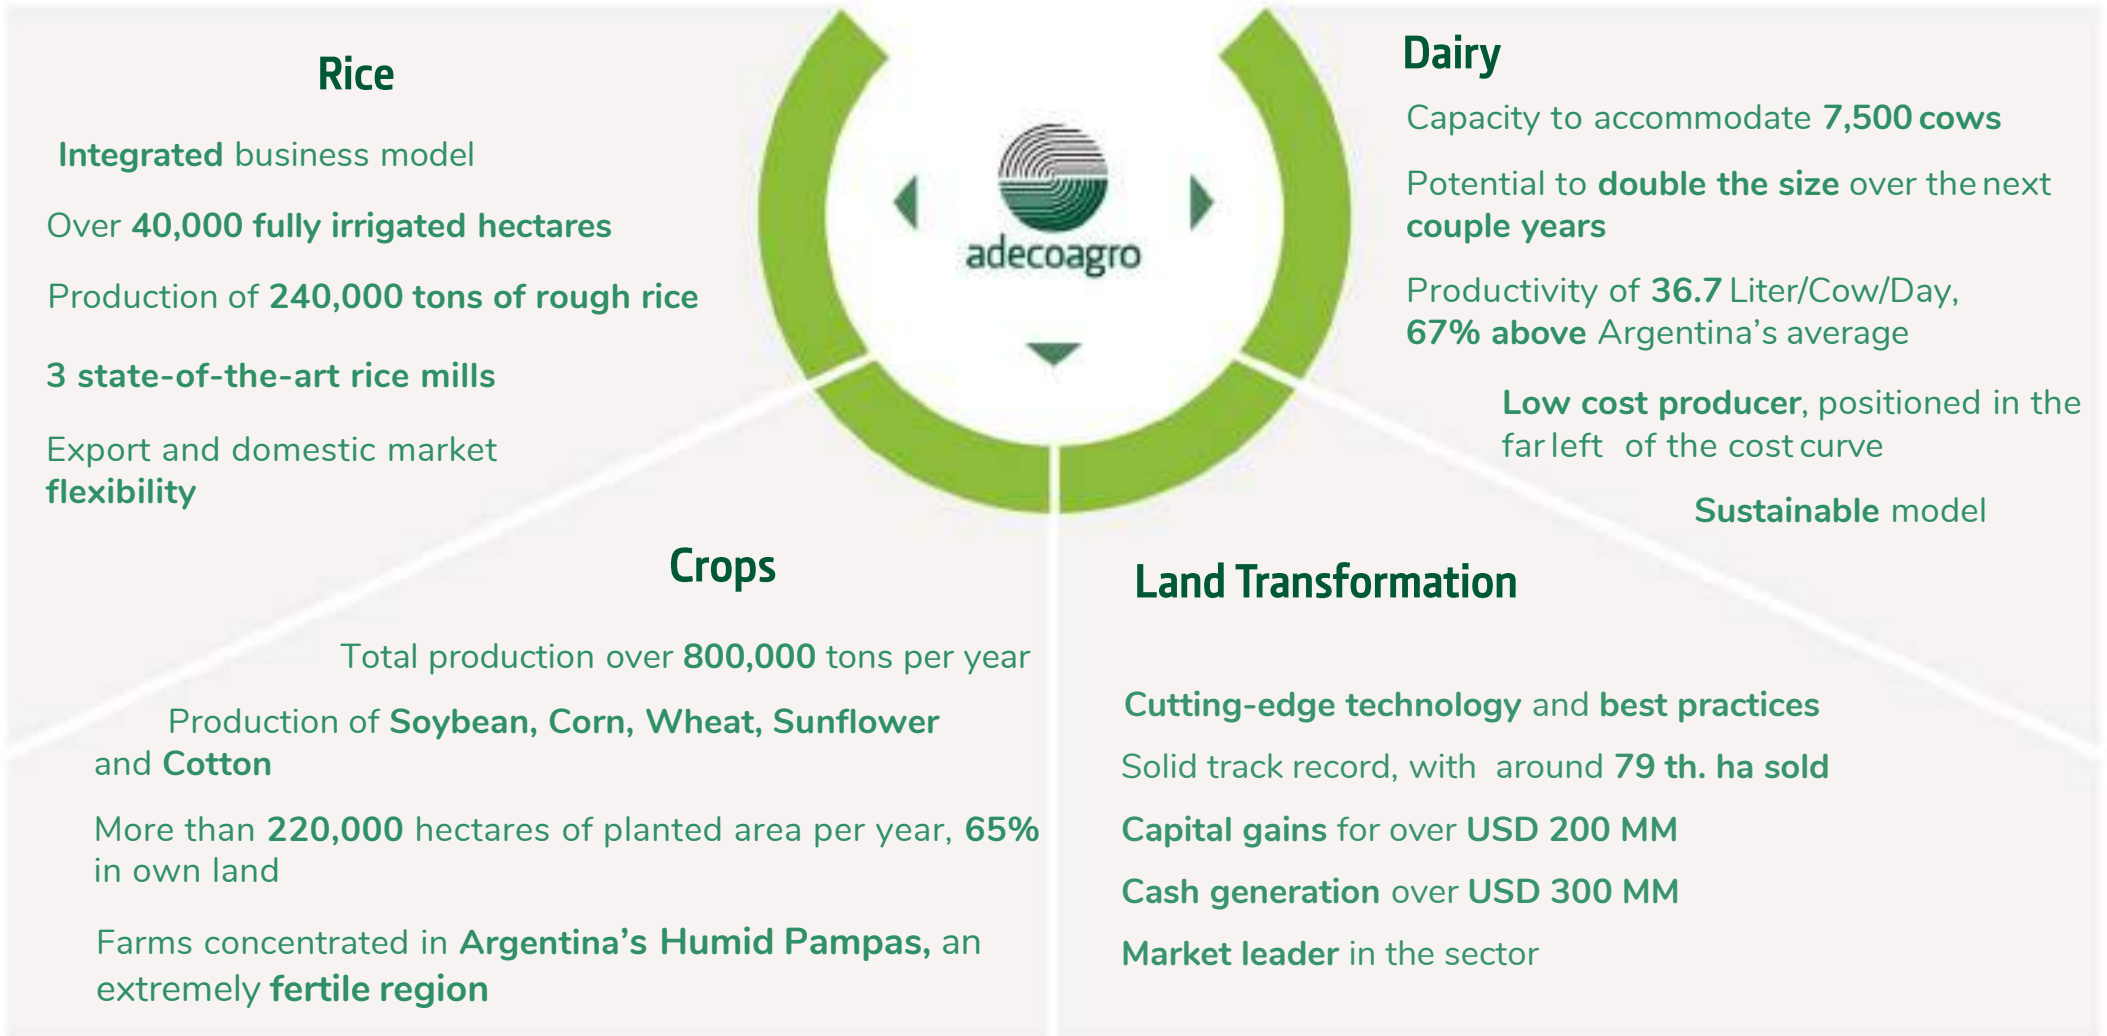 Rice
Integrated business model
Over 40,000 fully irrigated hectares
Production of 240,000 tons of rough rice
3 state-of-the-art rice mills
Export and domestic market
flexibility
adecoagro
Dairy
Capacity to accommodate 7,500 cows
Potential to double the size over the next
couple years
Productivity of 36.7 Liter/Cow/Day,
67% above Argentina's average
Low cost producer, positioned in the
far left of the cost curve
Sustainable model
Crops
Total production over 800,000 tons per year
Production of Soybean, Corn, Wheat, Sunflower
and Cotton
More than 220,000 hectares of planted area per year, 65%
in own land
Farms concentrated in Argentina's Humid Pampas, an
extremely fertile region
Land Transformation
Cutting-edge technology and best practices
Solid track record, with around 79 th. ha sold
Capital gains for over USD 200 MM
Cash generation over USD 300 MM
Market leader in the sector